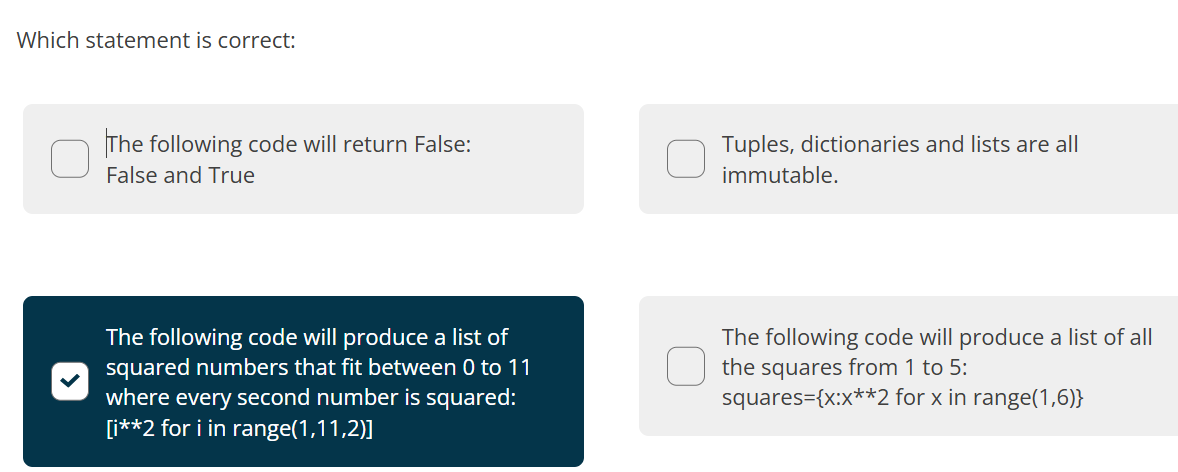 Which statement is correct:
The following code will return False:
False and True
Tuples, dictionaries and lists are all
immutable.
The following code will produce a list of
squared numbers that fit between 0 to 11
where every second number is squared:
[i**2 for i in range(1,11,2)]
The following code will produce a list of all
the squares from 1 to 5:
squares={x:x**2 for x in range(1,6)}